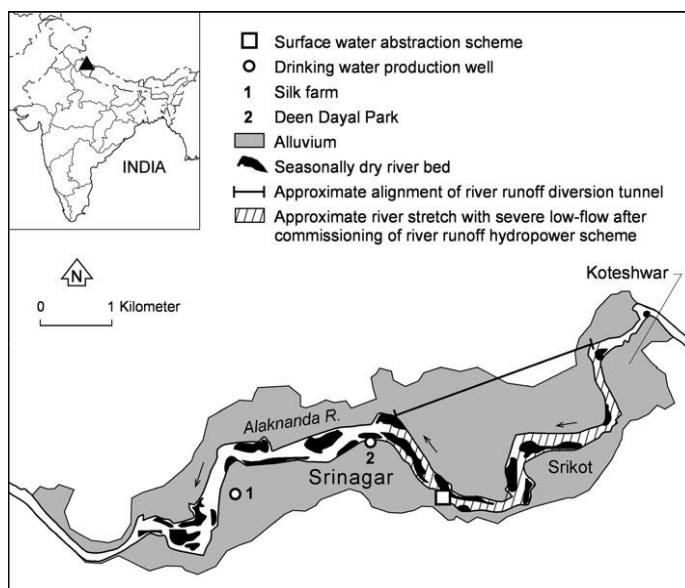 INDIA
Surface water abstraction scheme
Drinking water production well
1 Silk farm
2 Deen Dayal Park
Alluvium
Seasonally dry river bed
Approximate alignment of river runoff diversion tunnel
Approximate river stretch with severe low-flow after
commissioning of river runoff hydropower scheme
N
0 1 Kilometer
Koteshwar
Alaknanda R.
2
Srinagar
Srikot
1